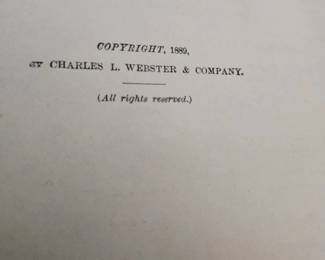 COPYRIGHT, 1889,
BY CHARLES L. WEBSTER & COMPANY.
(All rights reserved.)